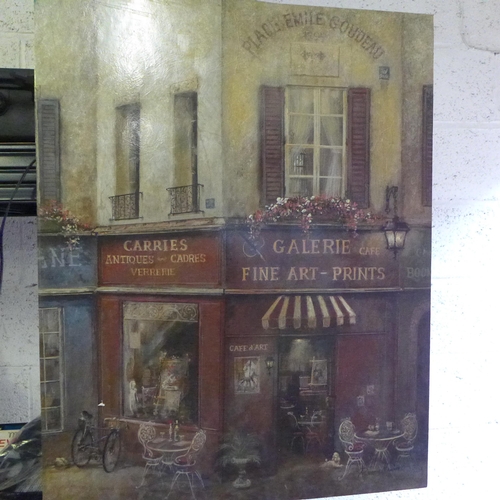 PLACE EMILE GOUDEAU
CARRIES
ANTIQUES CADRES
VERRERIE
& GALERIE CAFE
FINE ART-PRINTS
CAFE d'ART